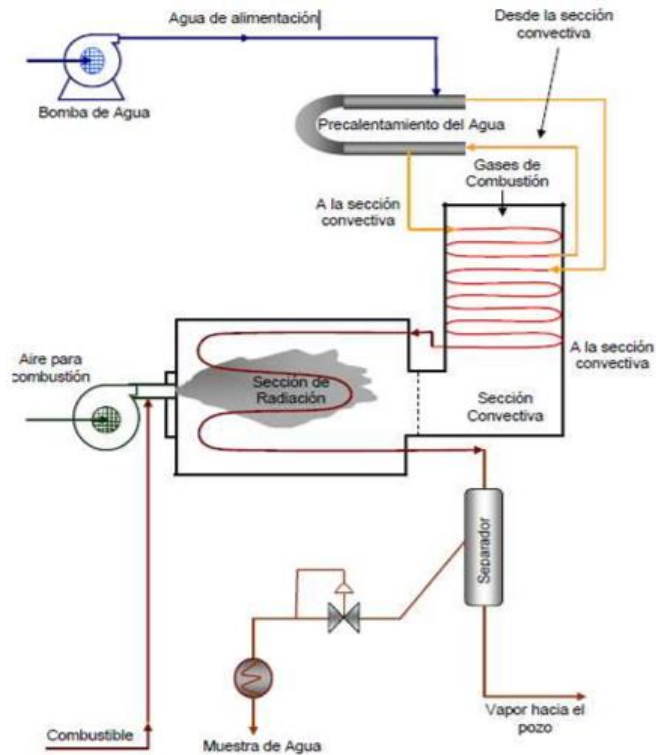 Agua de alimentación
Desde la sección
convectiva
Bomba de Agua
Precalentamiento del Agua
Gases de
Combustión
A la sección
convectiva
Aire para
combustión
Sección de
Radiación
A la sección
convectiva
Sección
Convectiva
Separador
Combustible
Muestra de Agua
Vapor hacia el
pozo